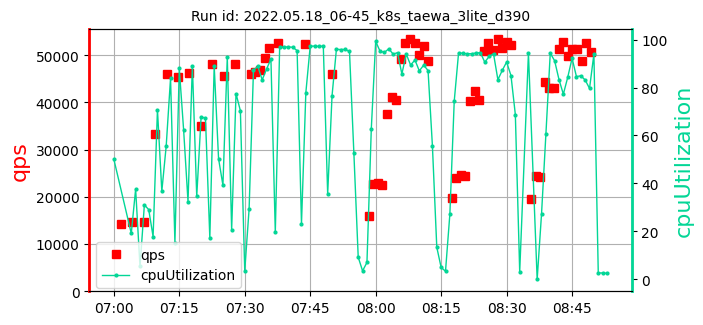 Run id: 2022.05.18_06-45_k8s_taewa_3lite_d390
50000
40000
30000
20000
10000
0
qps
100
80
60
40
20
0
cpuUtilization
qps
cpuUtilization
07:00 07:15 07:30 07:45 08:00 08:15 08:30 08:45